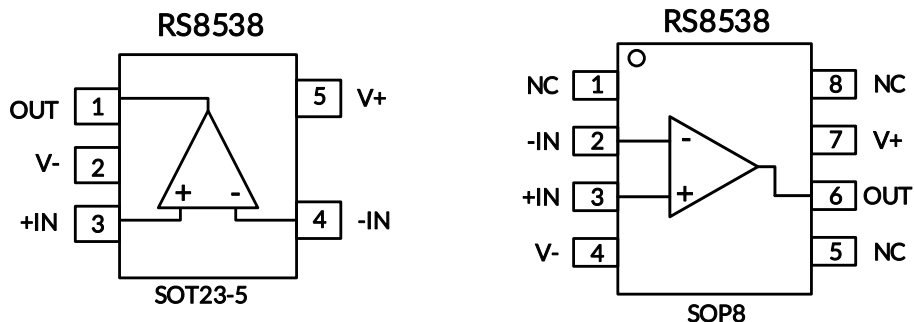 RS8538
OUT 1
V- 2
+IN 3
5 V+
4 -IN
+ -
SOT23-5
RS8538
NC 1
-IN 2
+IN 3
V- 4
8 NC
7 V+
6 OUT
5 NC
-
+
SOP8